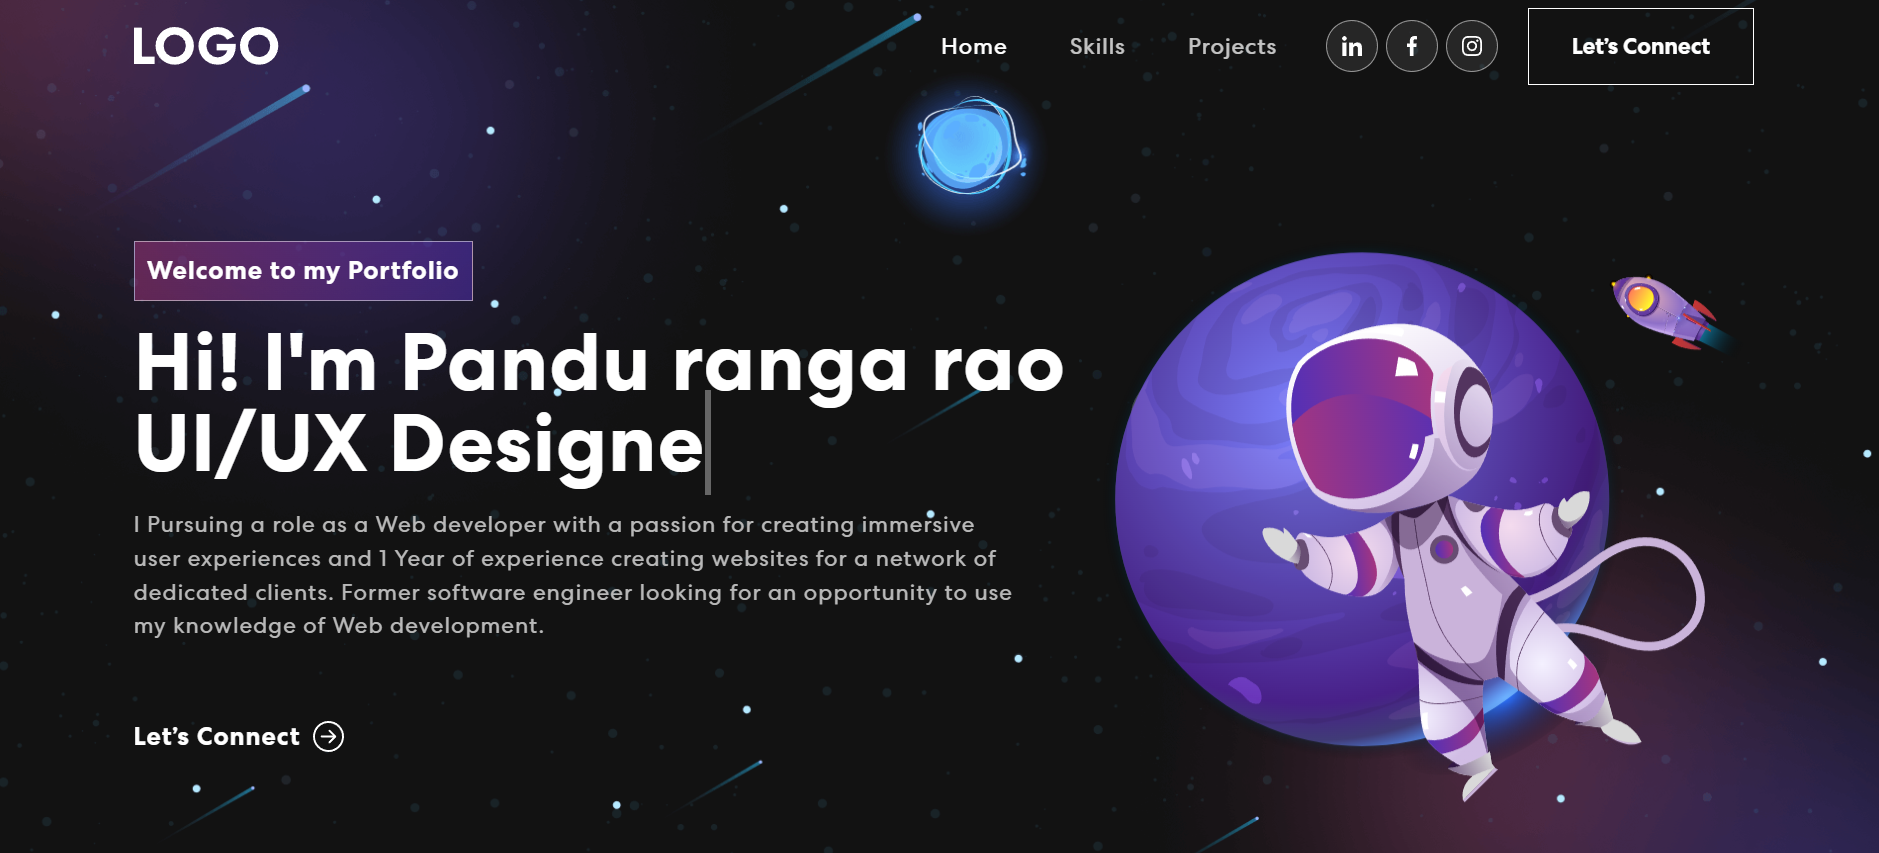 LOGO
Home
Skills
Projects
in
f
Let's Connect
Welcome to my Portfolio
Hi! I'm Pandu ranga rao
UI/UX Designe
I Pursuing a role as a Web developer with a passion for creating immersive
user experiences and 1 Year of experience creating websites for a network of
dedicated clients. Former software engineer looking for an opportunity to use
my knowledge of Web development.
Let's Connect